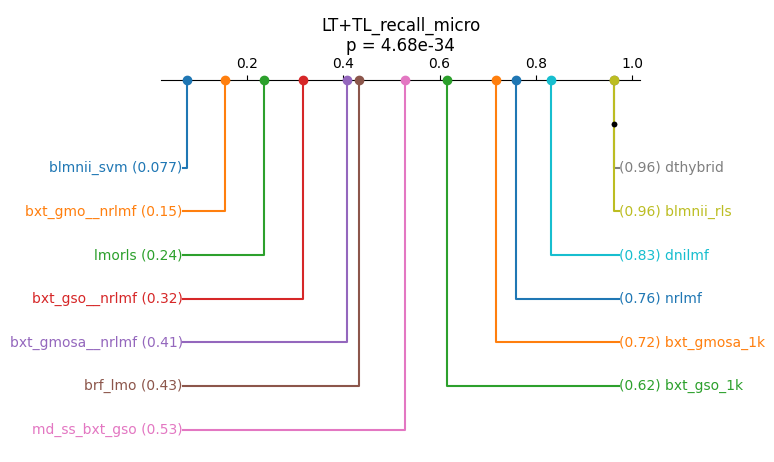 LT+TL_recall_micro
p = 4.68e-34
0.2 0.4 0.6 0.8 1.0
blmnii_svm (0.077) (0.96) dthybrid
bxt_gmo__nrlmf (0.15) (0.96) blmnii_rls
lmorls (0.24) (0.83) dnilmf
bxt_gso__nrlmf (0.32) (0.76) nrlmf
bxt_gmosa__nrlmf (0.41) (0.72) bxt_gmosa_1k
brf_lmo (0.43) (0.62) bxt_gso_1k
md_ss_bxt_gso (0.53)